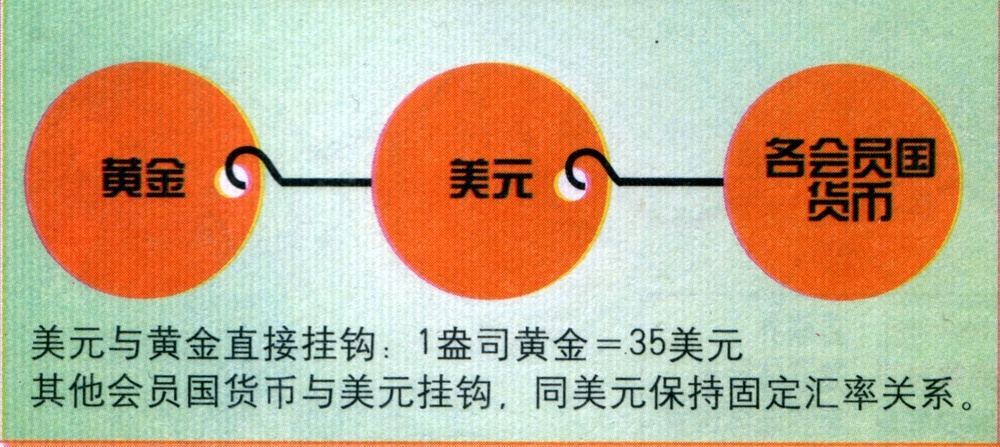 黄金
美元
各会员国
货币
美元与黄金直接挂钩：1盎司黄金＝35美元
其他会员国货币与美元挂钩，同美元保持固定汇率关系。